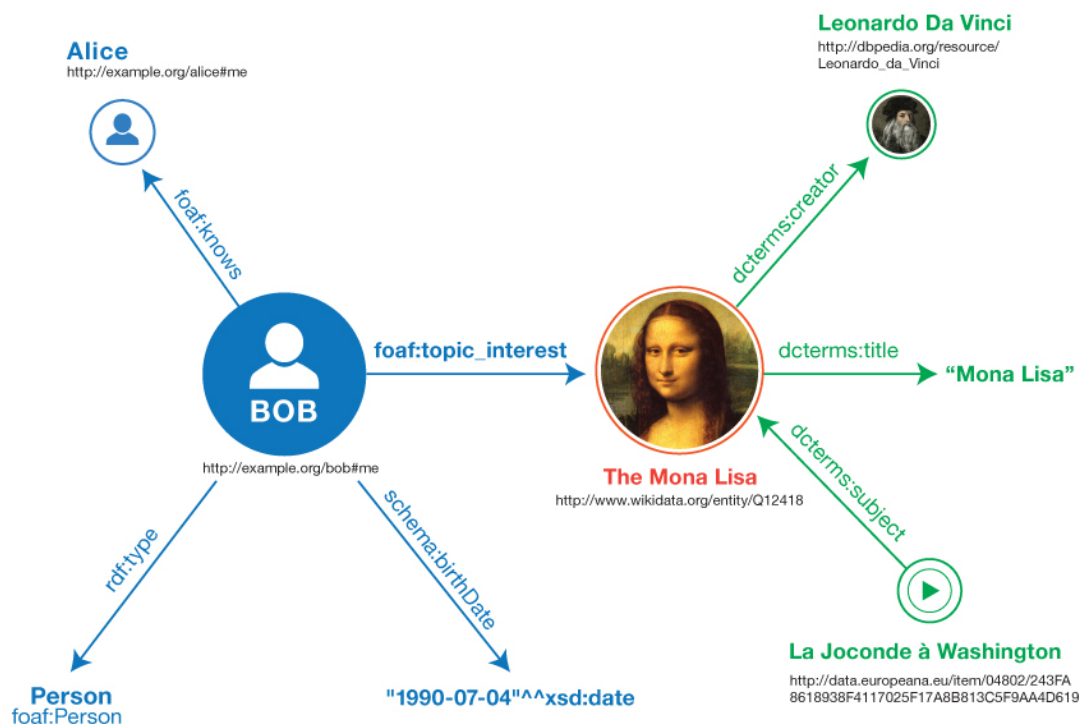 Leonardo Da Vinci
http://dbpedia.org/resource/
Leonardo_da_Vinci
Alice
http://example.org/alice#me
foaf:knows
dcterms:creator
foaf:topic_interest
dcterms:title
"Mona Lisa"
BOB
http://example.org/bob#me
The Mona Lisa
http://www.wikidata.org/entity/Q12418
dcterms:subject
rdf:type
schema:birthDate
La Joconde à Washington
http://data.europeana.eu/item/04802/243FA
8618938F4117025F17A8B813C5F9AA4D619
Person
foaf:Person
"1990-07-04"^^xsd:date